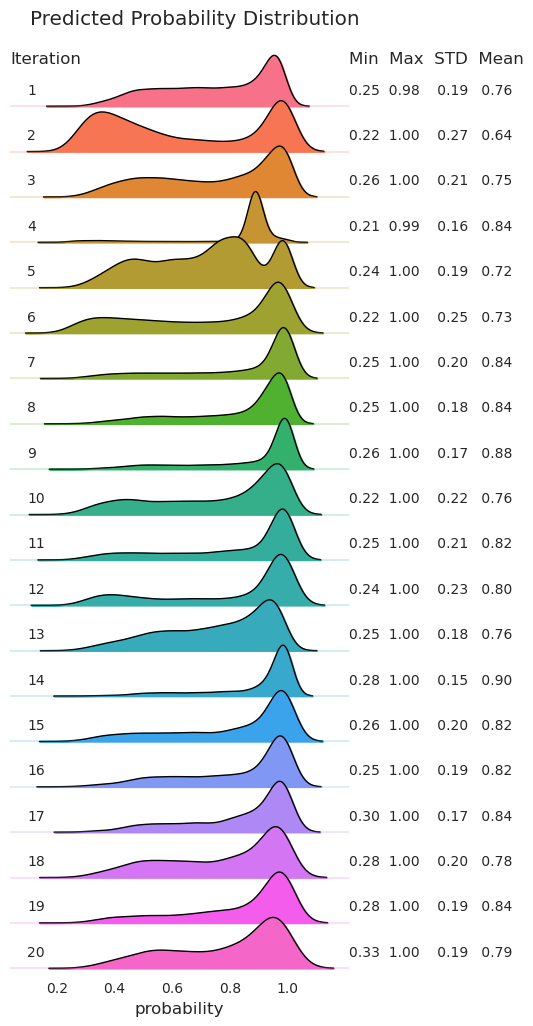 Predicted Probability Distribution
Iteration Min Max STD Mean
1 0.25 0.98 0.19 0.76
2 0.22 1.00 0.27 0.64
3 0.26 1.00 0.21 0.75
4 0.21 0.99 0.16 0.84
5 0.24 1.00 0.19 0.72
6 0.22 1.00 0.25 0.73
7 0.25 1.00 0.20 0.84
8 0.25 1.00 0.18 0.84
9 0.26 1.00 0.17 0.88
10 0.22 1.00 0.22 0.76
11 0.25 1.00 0.21 0.82
12 0.24 1.00 0.23 0.80
13 0.25 1.00 0.18 0.76
14 0.28 1.00 0.15 0.90
15 0.26 1.00 0.20 0.82
16 0.25 1.00 0.19 0.82
17 0.30 1.00 0.17 0.84
18 0.28 1.00 0.20 0.78
19 0.28 1.00 0.19 0.84
20 0.33 1.00 0.19 0.79
0.2 0.4 0.6 0.8 1.0
probability